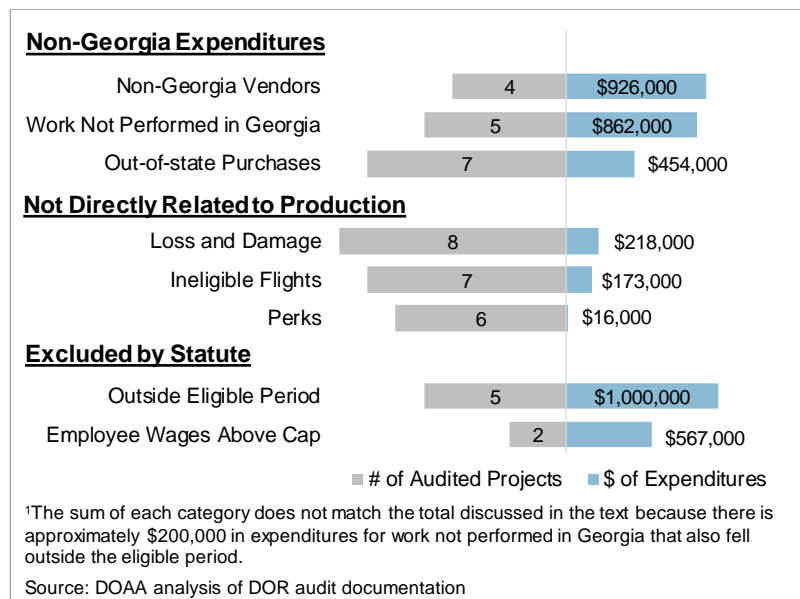 Non-Georgia Expenditures
Non-Georgia Vendors 4 $926,000
Work Not Performed in Georgia 5 $862,000
Out-of-state Purchases 7 $454,000
Not Directly Related to Production
Loss and Damage 8 $218,000
Ineligible Flights 7 $173,000
Perks 6 $16,000
Excluded by Statute
Outside Eligible Period 5 $1,000,000
Employee Wages Above Cap 2 $567,000
# of Audited Projects $ of Expenditures
¹The sum of each category does not match the total discussed in the text because there is
approximately $200,000 in expenditures for work not performed in Georgia that also fell
outside the eligible period.
Source: DOAA analysis of DOR audit documentation